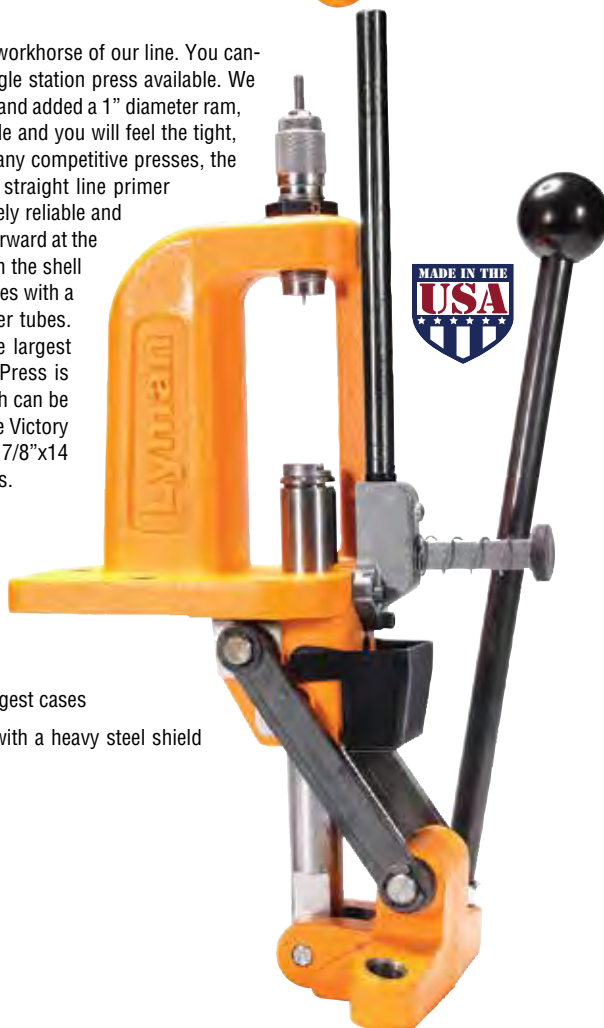 workhorse of our line. You can-
gle station press available. We
and added a 1” diameter ram,
le and you will feel the tight,
any competitive presses, the
straight line primer
ely reliable and
rward at the
the shell
es with a
er tubes.
largest
Press is
can be
Victory
7/8”x14
s.
Lyman
MADE IN THE
USA
gest cases
with a heavy steel shield